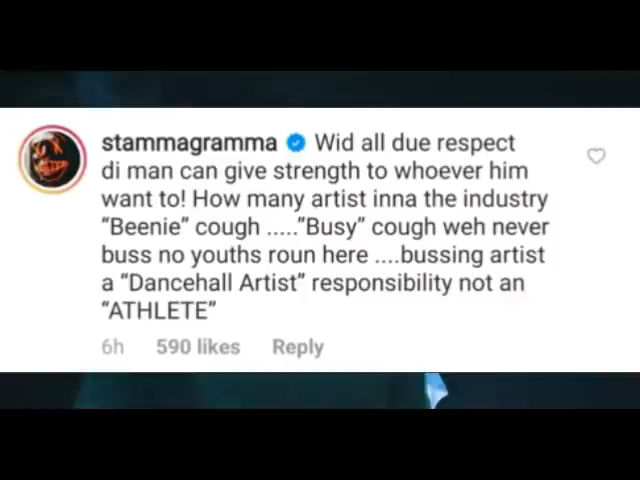 stammagramma Wid all due respect
di man can give strength to whoever him
want to! How many artist inna the industry
“Beenie” cough .....”Busy” cough weh never
buss no youths roun here ....bussing artist
a “Dancehall Artist” responsibility not an
“ATHLETE”
6h 590 likes Reply